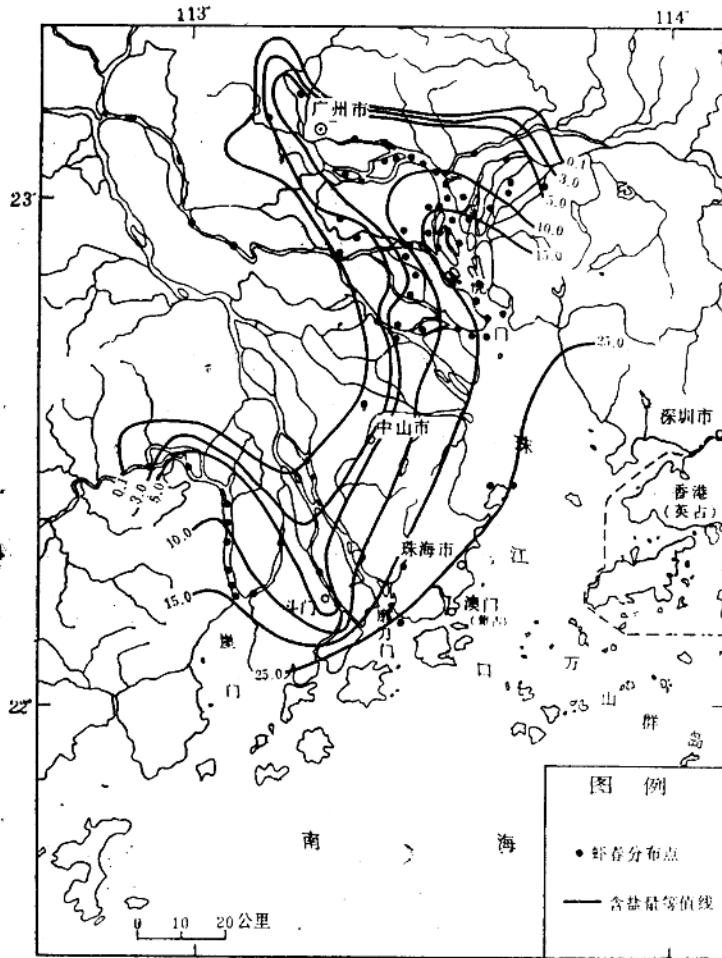 113°
114°
广州市
23°
0.1
3.0
5.0
10.0
15.0
虎
门
25.0
深圳市
中山市
珠
香港
(英占)
0.1
3.0
5.0
10.0
珠海市
江
15.0
斗门
澳门
(葡占)
磨刀门
崖
门
25.0
口
万
山
群
岛
22°
图 例
南
海
虾春分布点
含盐量等值线
0 10 20公里